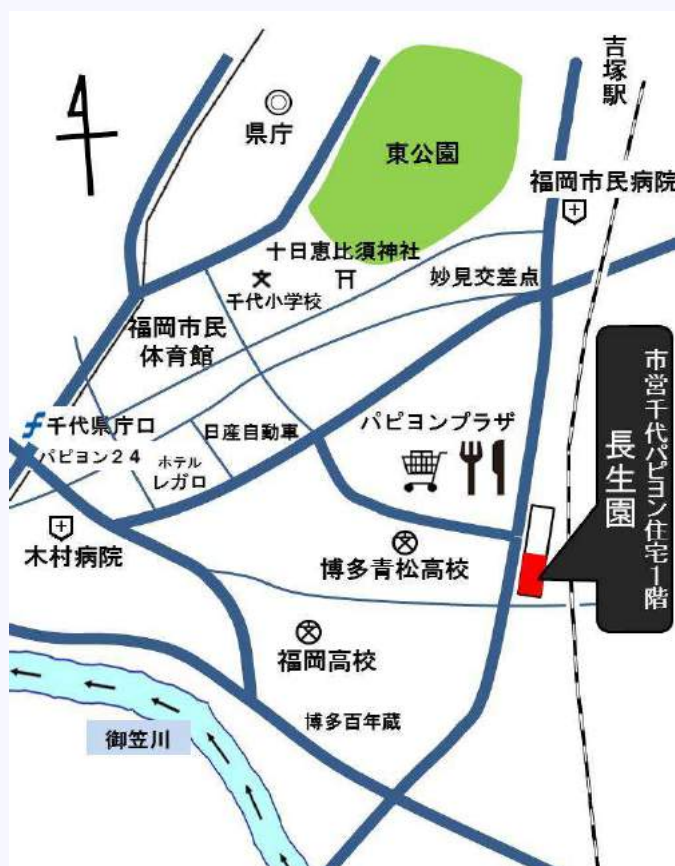 吉塚駅
県庁
東公園
福岡市民病院
十日恵比須神社
千代小学校
妙見交差点
福岡市民
体育館
市営千代パピヨン住宅1階
長生園
千代県庁口
日産自動車
パピヨンプラザ
パピヨン24
ホテル
レガロ
木村病院
博多青松高校
福岡高校
博多百年蔵
御笠川